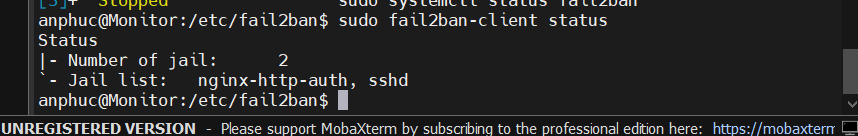 [3]+  Stopped                 sudo systemctl status fail2ban
anphuc@Monitor:/etc/fail2ban$ sudo fail2ban-client status
Status
|- Number of jail:      2
`- Jail list:   nginx-http-auth, sshd
anphuc@Monitor:/etc/fail2ban$
UNREGISTERED VERSION  -  Please support MobaXterm by subscribing to the professional edition here:  https://mobaxterm